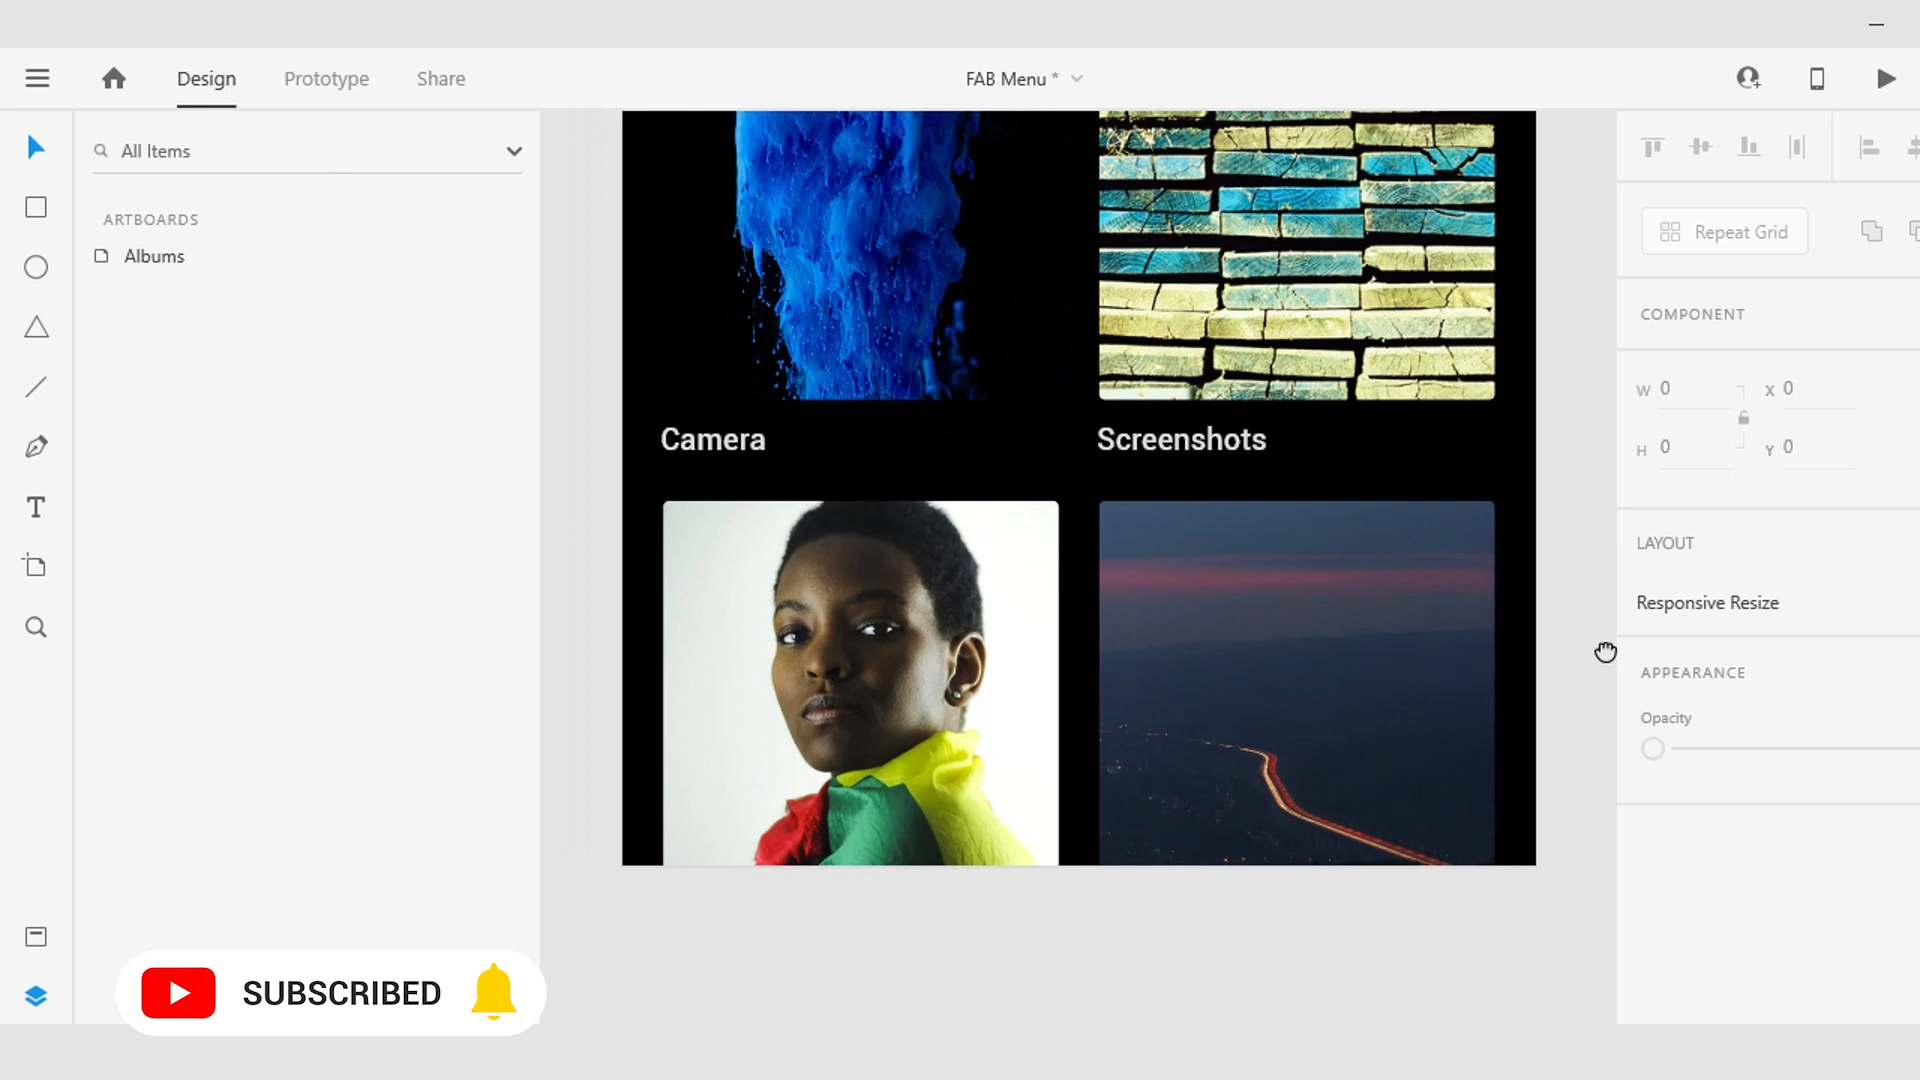 Design
Prototype
Share
FAB Menu *
All Items
ARTBOARDS
Albums
T
Camera
Screenshots
Repeat Grid
COMPONENT
W 0
X 0
H 0
Y 0
LAYOUT
Responsive Resize
APPEARANCE
Opacity
SUBSCRIBED